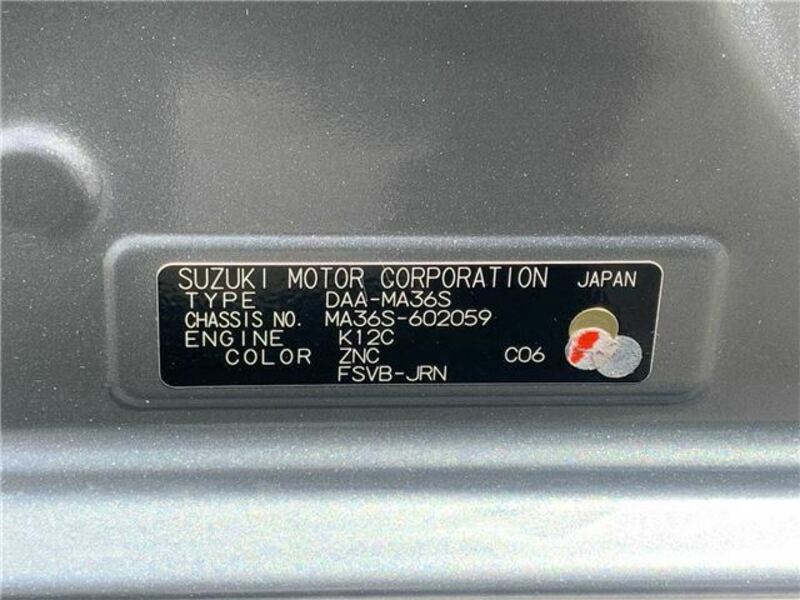 SUZUKI MOTOR CORPORATION JAPAN
TYPE DAA-MA36S
CHASSIS NO. MA36S-602059
ENGINE K12C
COLOR ZNC C06
FSVB-JRN